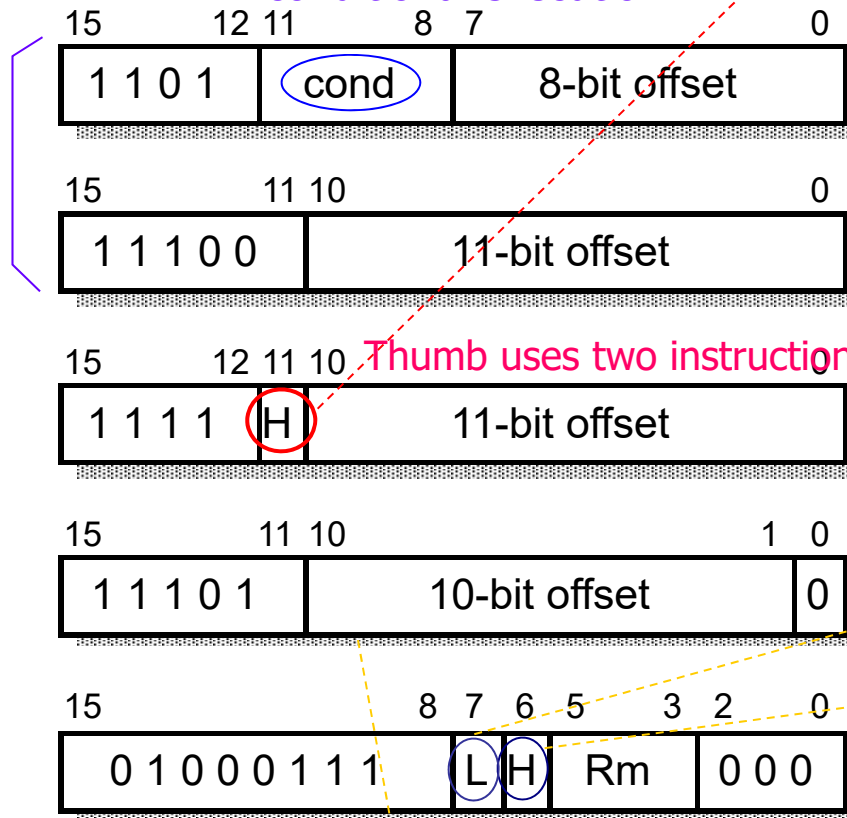 15 12 11 8 7 0
1 1 0 1 cond 8-bit offset
15 11 10 0
1 1 1 0 0 11-bit offset
15 12 11 10 Thumb uses two instruction 0
1 1 1 1 H 11-bit offset
15 11 10 1 0
1 1 1 0 1 10-bit offset 0
15 8 7 6 5 3 2 0
0 1 0 0 0 1 1 1 L H Rm 0 0 0